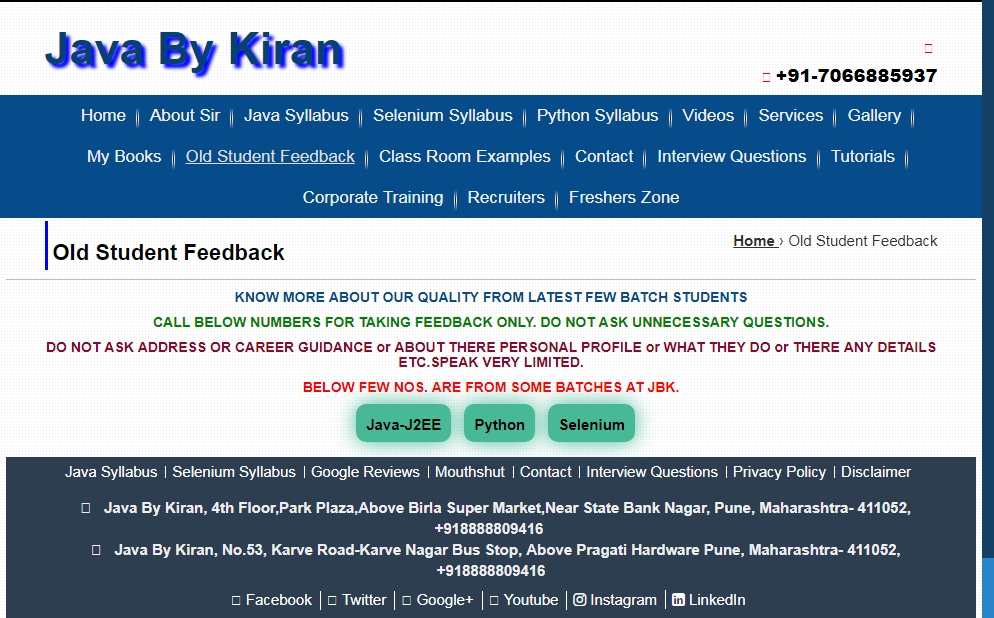 Java By Kiran
+91-7066885937
Home About Sir Java Syllabus Selenium Syllabus Python Syllabus Videos Services Gallery
My Books Old Student Feedback Class Room Examples Contact Interview Questions Tutorials
Corporate Training Recruiters Freshers Zone
Old Student Feedback
Home › Old Student Feedback
KNOW MORE ABOUT OUR QUALITY FROM LATEST FEW BATCH STUDENTS
CALL BELOW NUMBERS FOR TAKING FEEDBACK ONLY. DO NOT ASK UNNECESSARY QUESTIONS.
DO NOT ASK ADDRESS OR CAREER GUIDANCE or ABOUT THERE PERSONAL PROFILE or WHAT THEY DO or THERE ANY DETAILS
ETC.SPEAK VERY LIMITED.
BELOW FEW NOS. ARE FROM SOME BATCHES AT JBK.
Java-J2EE Python Selenium
Java Syllabus | Selenium Syllabus | Google Reviews | Mouthshut | Contact | Interview Questions | Privacy Policy | Disclaimer
Java By Kiran, 4th Floor,Park Plaza,Above Birla Super Market,Near State Bank Nagar, Pune, Maharashtra- 411052,
+918888809416
Java By Kiran, No.53, Karve Road-Karve Nagar Bus Stop, Above Pragati Hardware Pune, Maharashtra- 411052,
+918888809416
Facebook | Twitter | Google+ | Youtube | Instagram | LinkedIn